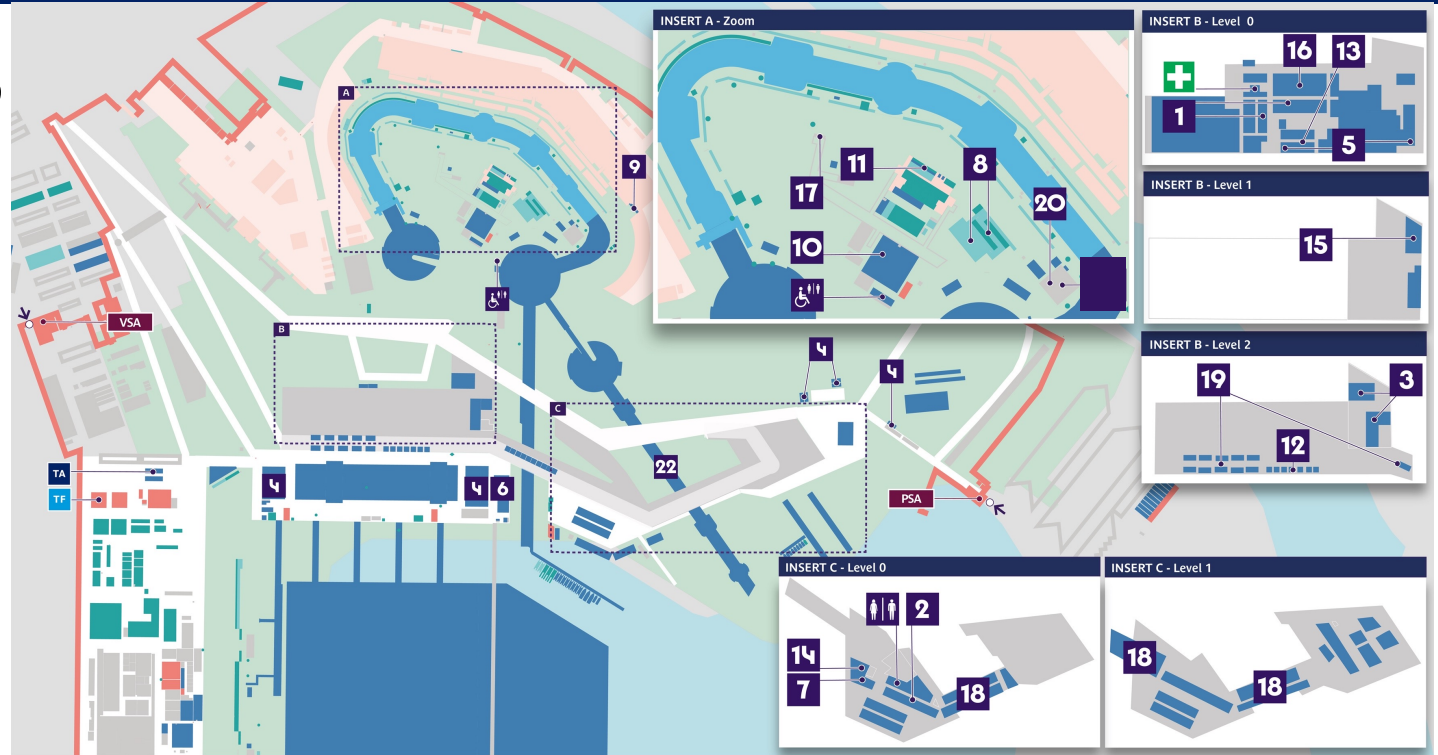 INSERT A - Zoom
17
11
8
20
10
INSERT B - Level 0
16
13
1
5
INSERT B - Level 1
15
INSERT B - Level 2
19
3
12
A
9
B
C
VSA
4
4
22
TA
TF
4
4
6
PSA
INSERT C - Level 0
2
14
7
18
INSERT C - Level 1
18
18